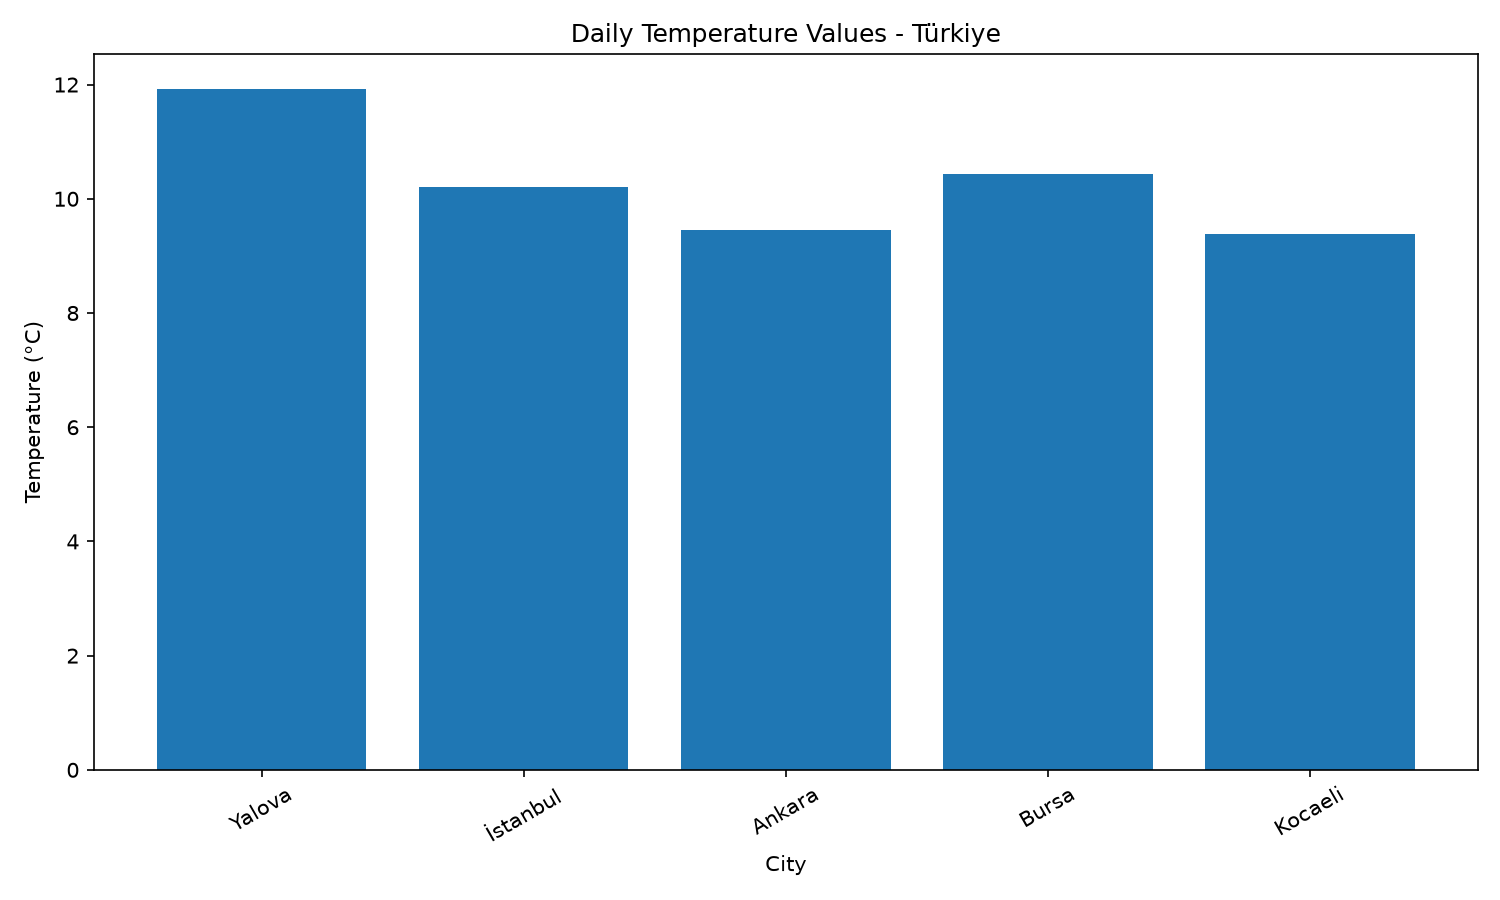 Daily Temperature Values - Türkiye
Temperature (°C)
12
10
8
6
4
2
0
Yalova
İstanbul
Ankara
Bursa
Kocaeli
City